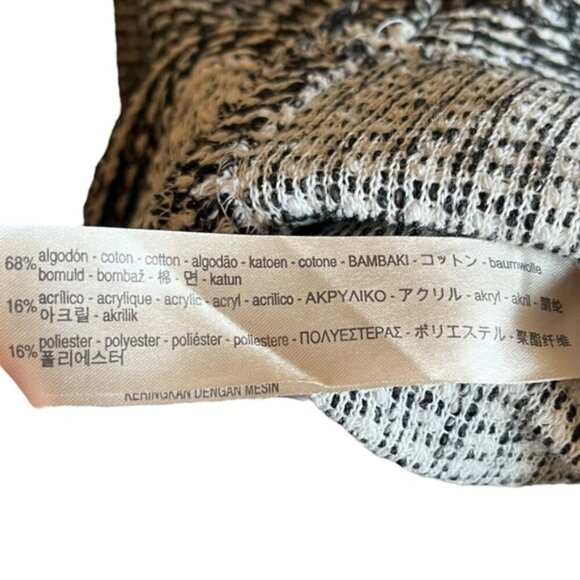 68% algodón - coton - cotton - algodão - katoen - cotone - ΒΑΜΒΑΚΙ - コットン - baumwolle
bomuld - bombaž - 棉 - 면 - katun
16% acrílico - acrylique - acrylic - acryl - acrilico - ΑΚΡΥΛΙΚΟ - アクリル - akryl - akril - 腈纶
아크릴 - akrilik
16% poliester - polyester - poliéster - poliestere - ΠΟΛΥΕΣΤΕΡΑΣ - ポリエステル - 聚酯纤维
폴리에스터
KERINGKAN DENGAN MESIN